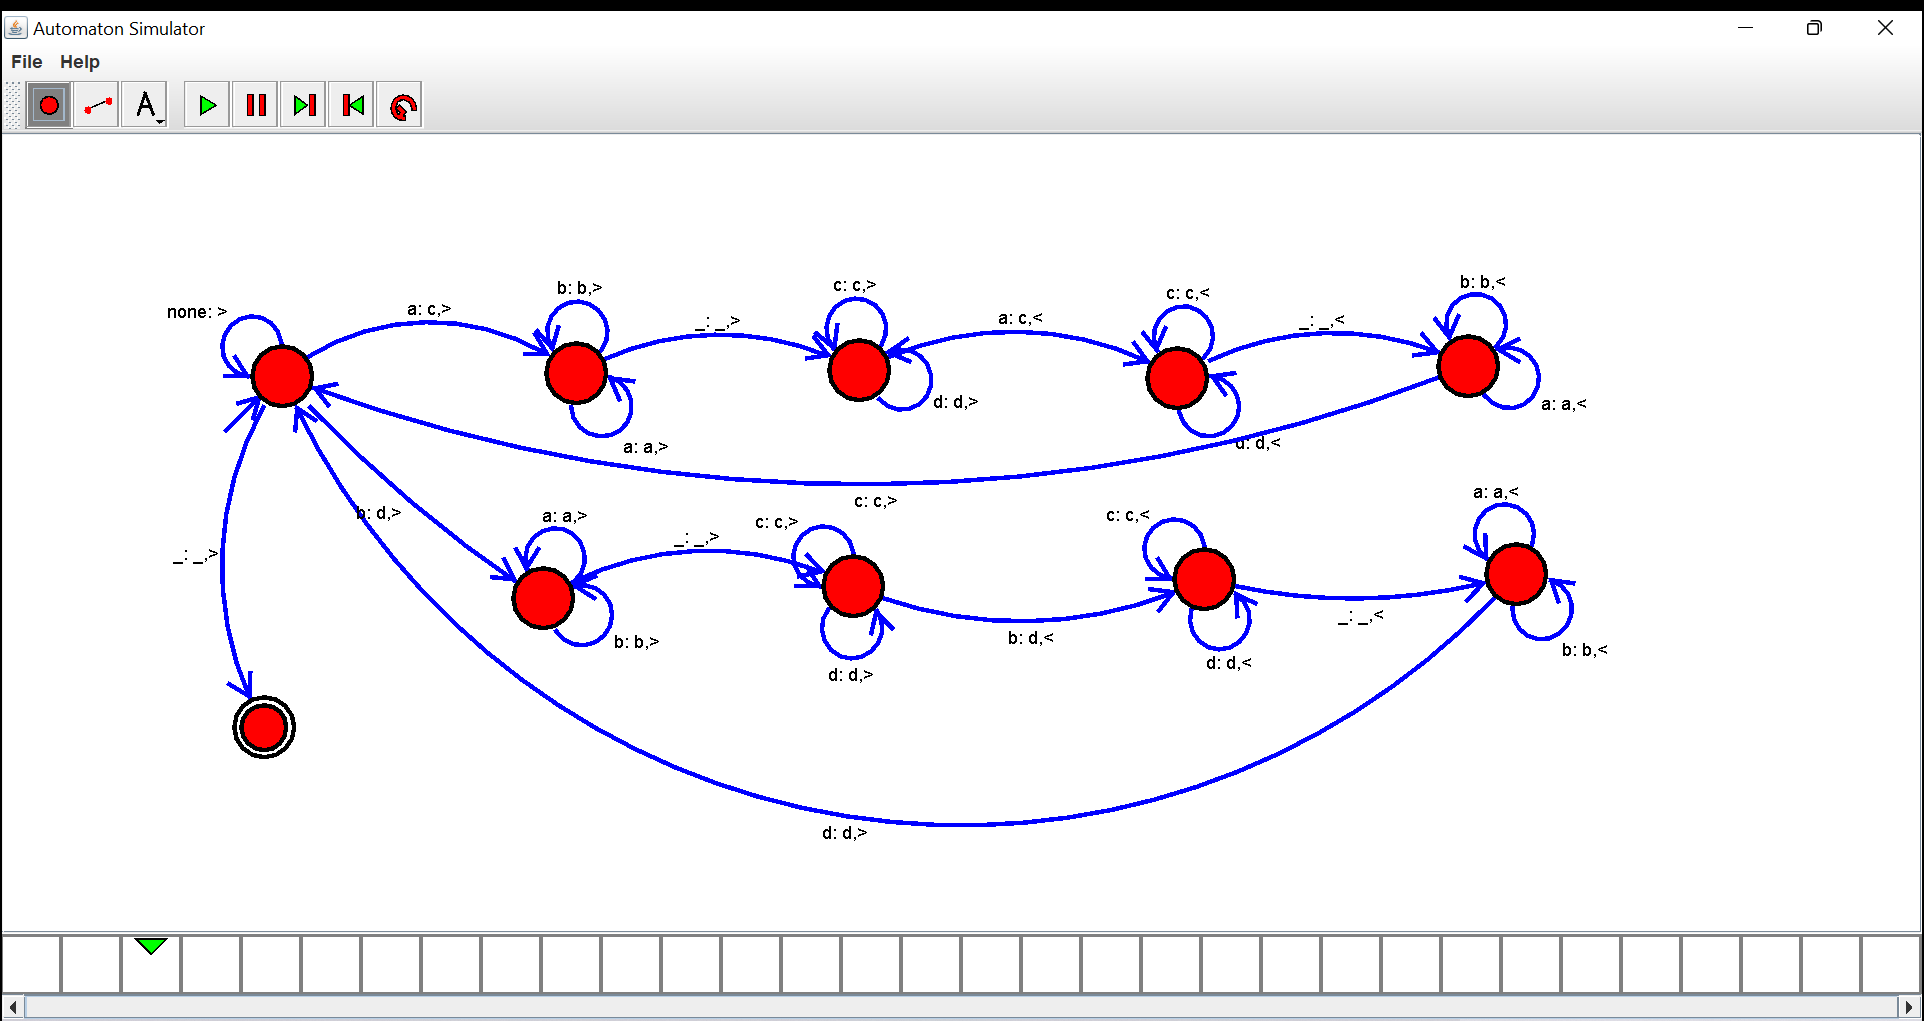 Automaton Simulator
File Help
A
b: b,<
c: c,>
b: b,>
c: c,<
none: >
a: c,>
_: _,>
a: c,<
_: _,<
d: d,>
a: a,<
a: a,>
d: d,<
c: c,>
a: a,<
b: d,>
a: a,>
c: c,>
c: c,<
_: _,>
_: _,>
_: _,<
b: b,>
b: d,<
b: b,<
d: d,<
d: d,>
d: d,>